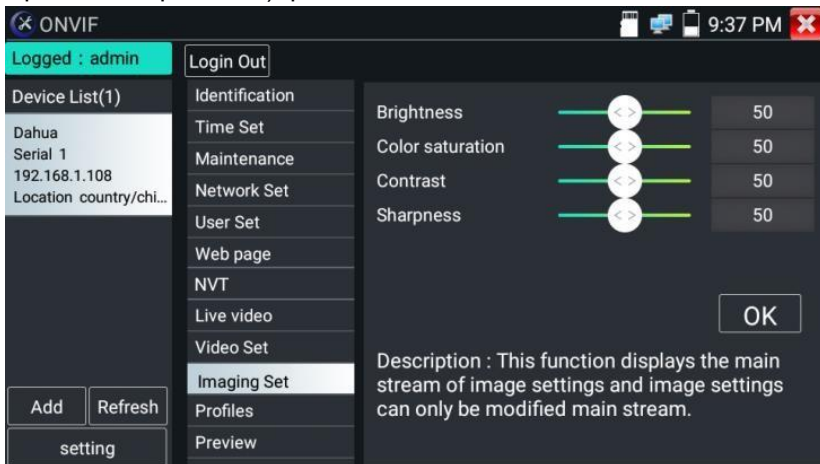 ONVIF
9:37 PM
Logged : admin
Login Out
Device List(1)
Dahua
Serial 1
192.168.1.108
Location country/chi...
Add
Refresh
setting
Identification
Time Set
Maintenance
Network Set
User Set
Web page
NVT
Live video
Video Set
Imaging Set
Profiles
Preview
Brightness 50
Color saturation 50
Contrast 50
Sharpness 50
OK
Description : This function displays the main
stream of image settings and image settings
can only be modified main stream.